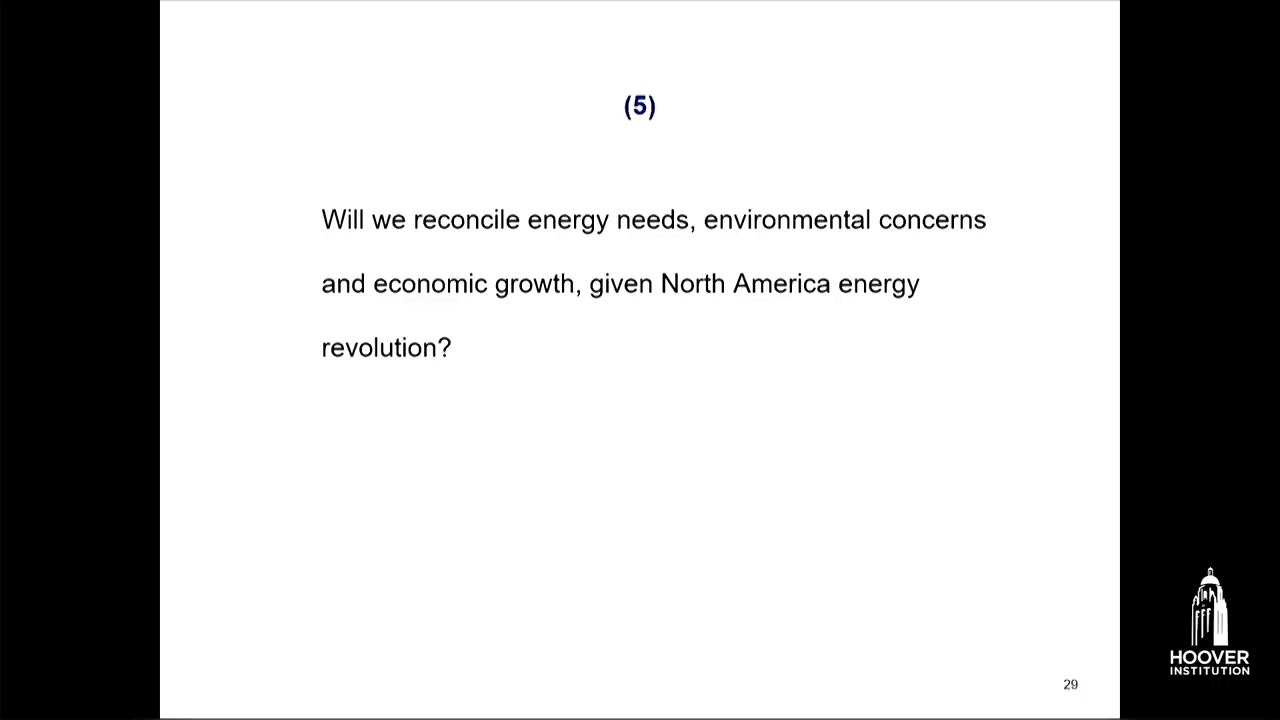 (5)
Will we reconcile energy needs, environmental concerns
and economic growth, given North America energy
revolution?
HOOVER
INSTITUTION
29